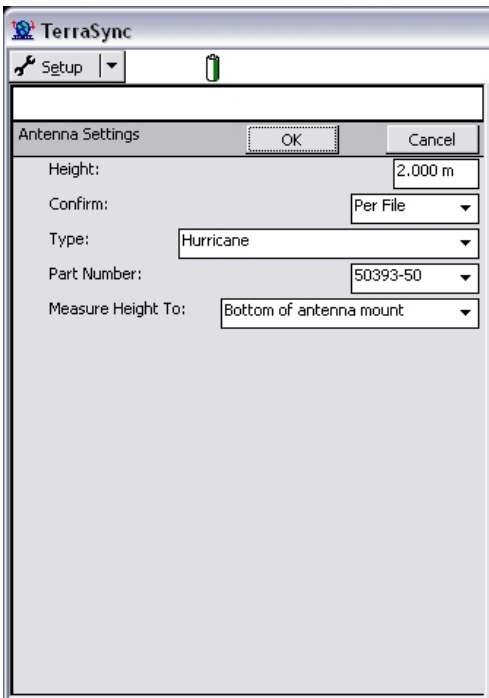 TerraSync
Setup
Antenna Settings OK Cancel
Height: 2.000 m
Confirm: Per File
Type: Hurricane
Part Number: 50393-50
Measure Height To: Bottom of antenna mount